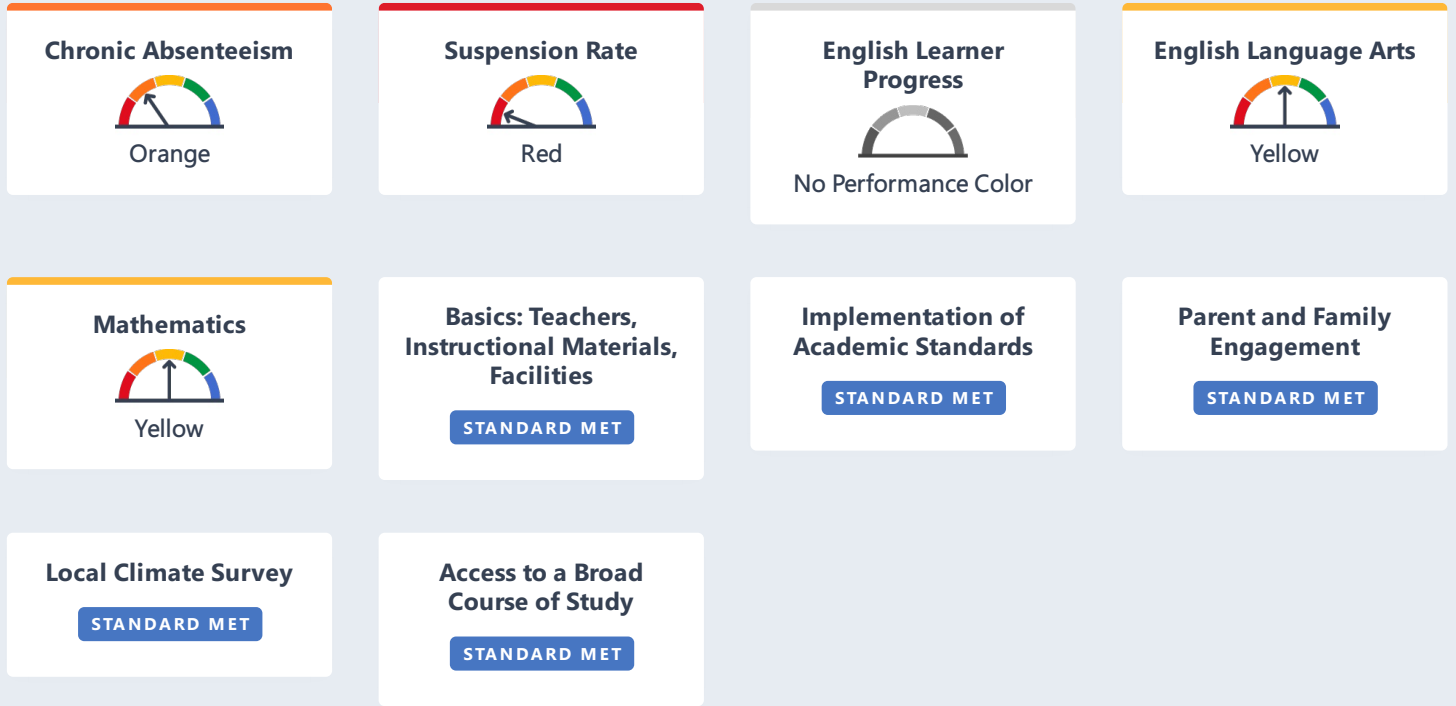 Chronic Absenteeism
Orange
Suspension Rate
Red
English Learner
Progress
No Performance Color
English Language Arts
Yellow
Mathematics
Yellow
Basics: Teachers,
Instructional Materials,
Facilities
STANDARD MET
Implementation of
Academic Standards
STANDARD MET
Parent and Family
Engagement
STANDARD MET
Local Climate Survey
STANDARD MET
Access to a Broad
Course of Study
STANDARD MET